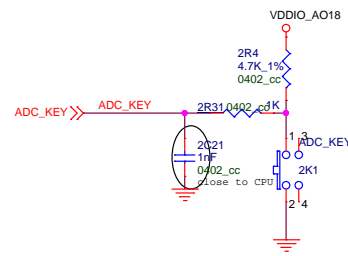 VDDIO_AO18
2R4
4.7K_1%
0402_cc
ADC_KEY
ADC_KEY
2R31
0402_cc
1K
2C21
1nF
0402_cc
close to CPU
1
3
ADC_KEY
2K1
2
4